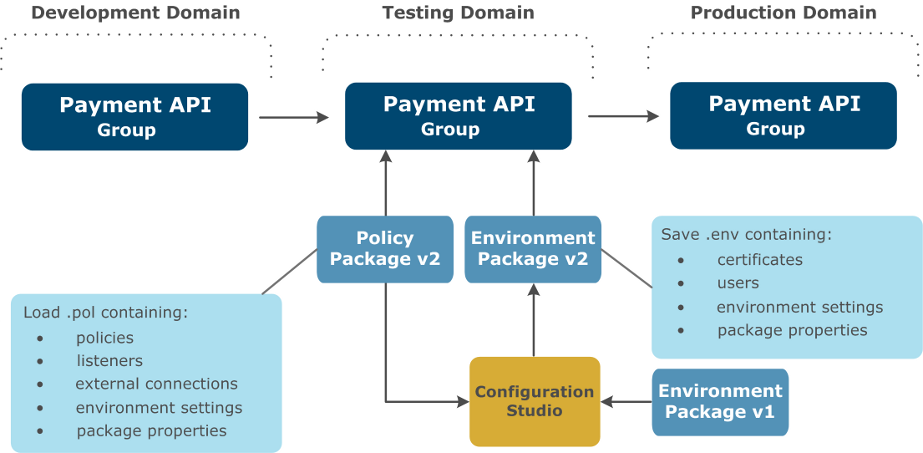 Development Domain
Testing Domain
Production Domain
Payment API
Group
Payment API
Group
Payment API
Group
Policy
Package v2
Environment
Package v2
Save .env containing:
• certificates
• users
• environment settings
• package properties
Load .pol containing:
• policies
• listeners
• external connections
• environment settings
• package properties
Configuration
Studio
Environment
Package v1